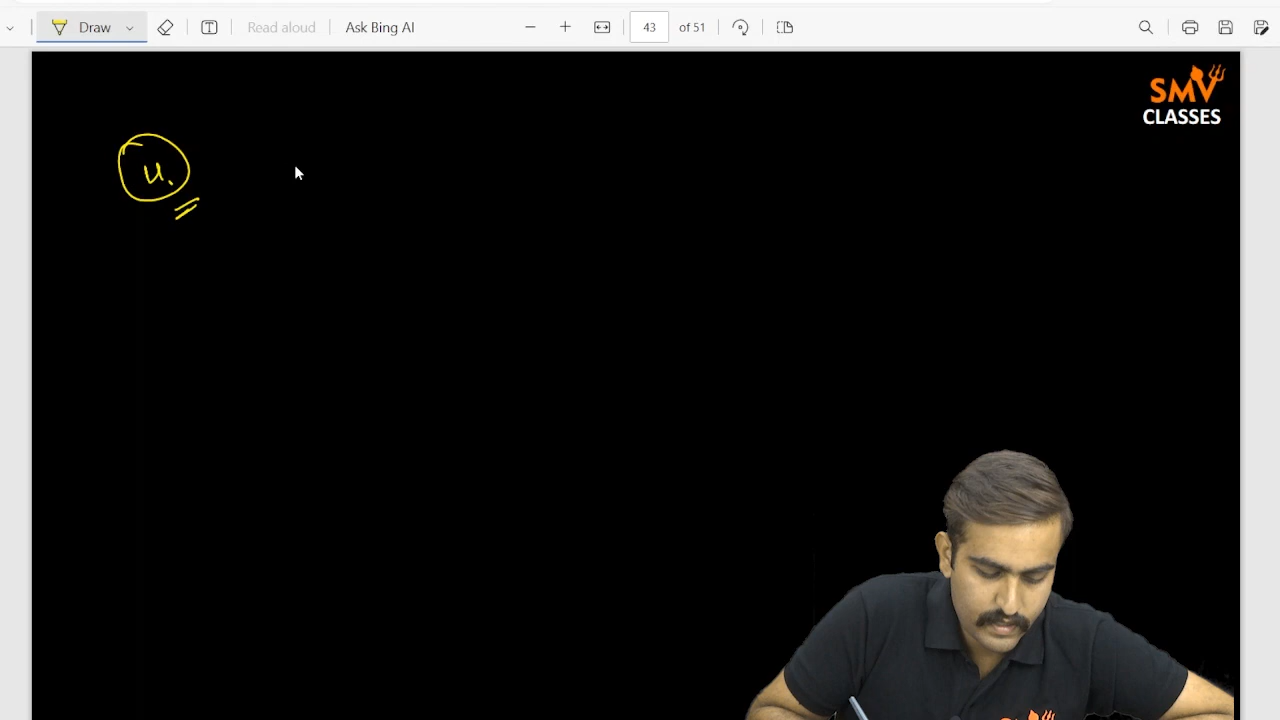 Draw
Read aloud
Ask Bing AI
43 of 51
SMV
CLASSES